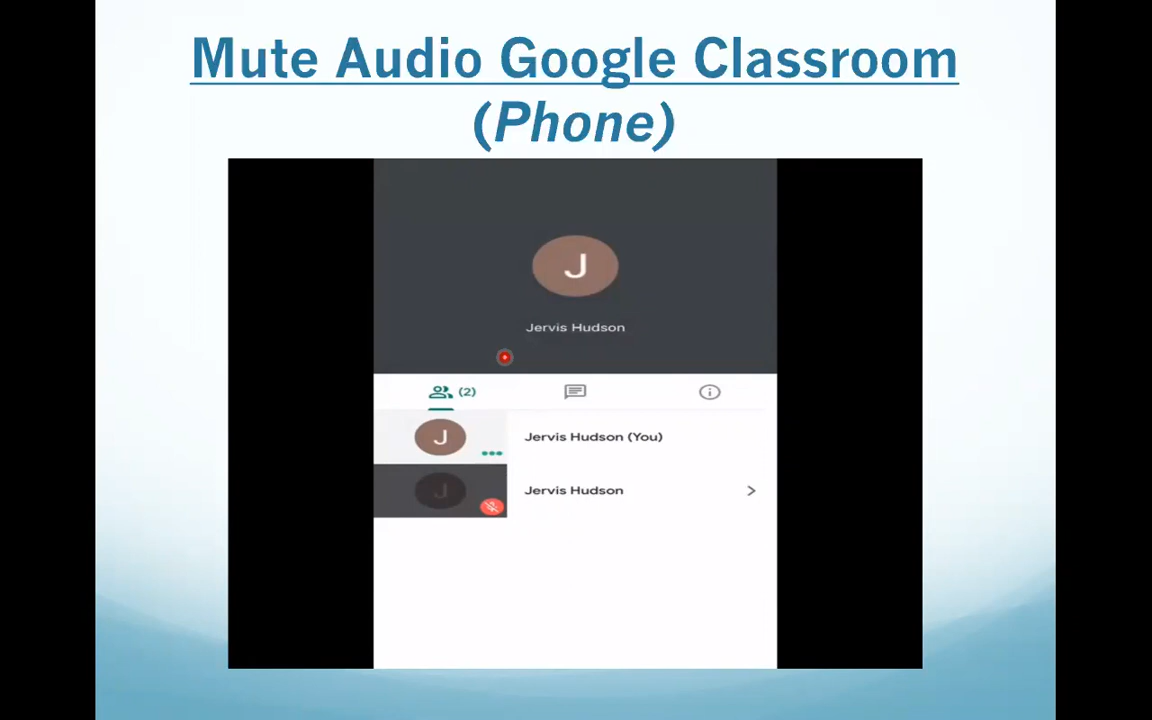 Mute Audio Google Classroom
(Phone)
J
Jervis Hudson
(2)
J
Jervis Hudson (You)
J
Jervis Hudson